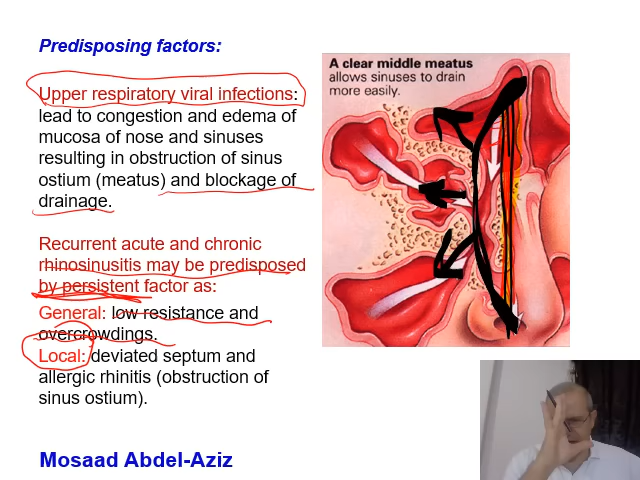 Predisposing factors:
Upper respiratory viral infections:
lead to congestion and edema of
mucosa of nose and sinuses
resulting in obstruction of sinus
ostium (meatus) and blockage of
drainage.
Recurrent acute and chronic
rhinosinusitis may be predisposed
by persistent factor as:
General: low resistance and
overcrowdings.
Local: deviated septum and
allergic rhinitis (obstruction of
sinus ostium).
Mosaad Abdel-Aziz
A clear middle meatus
allows sinuses to drain
more easily.